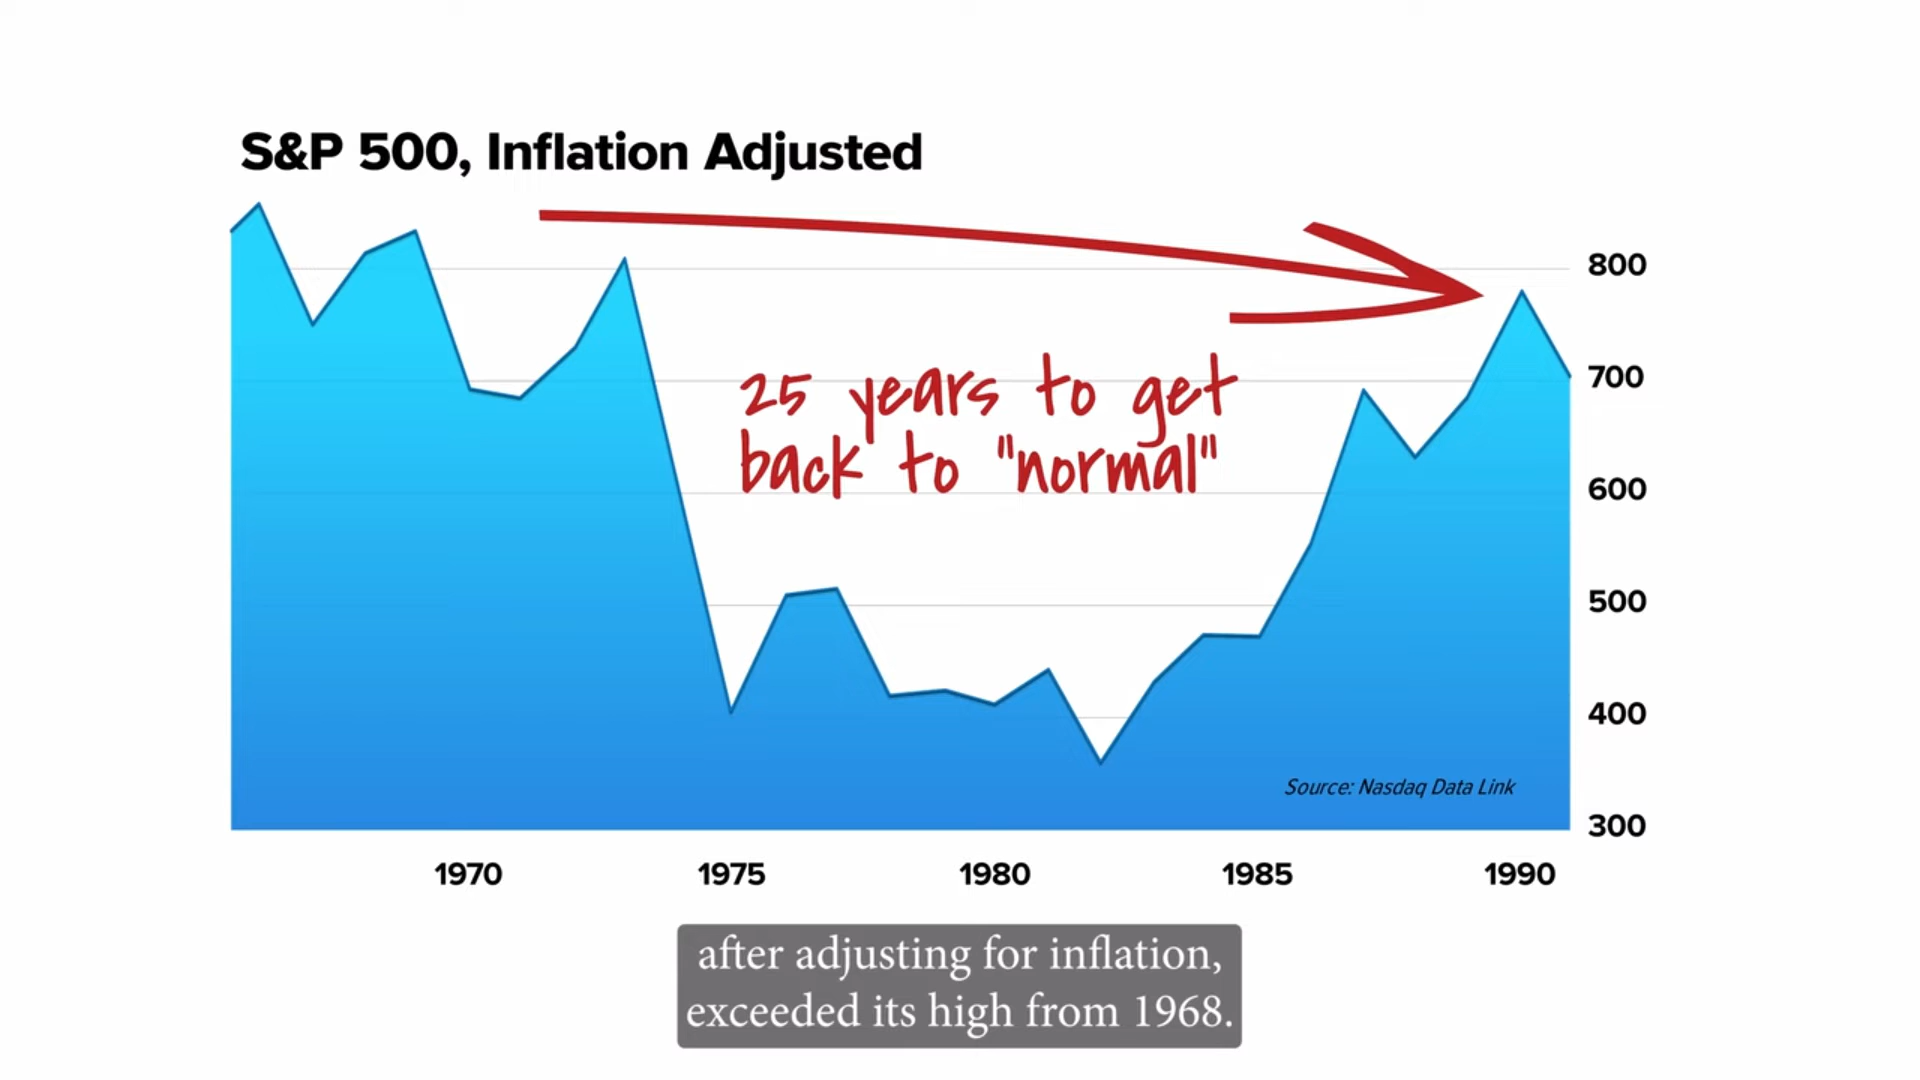 S&P 500, Inflation Adjusted
800
25 years to get
700
back to "normal"
600
500
400
Source: Nasdaq Data Link
300
1970 1975 1980 1985 1990
after adjusting for inflation,
exceeded its high from 1968.